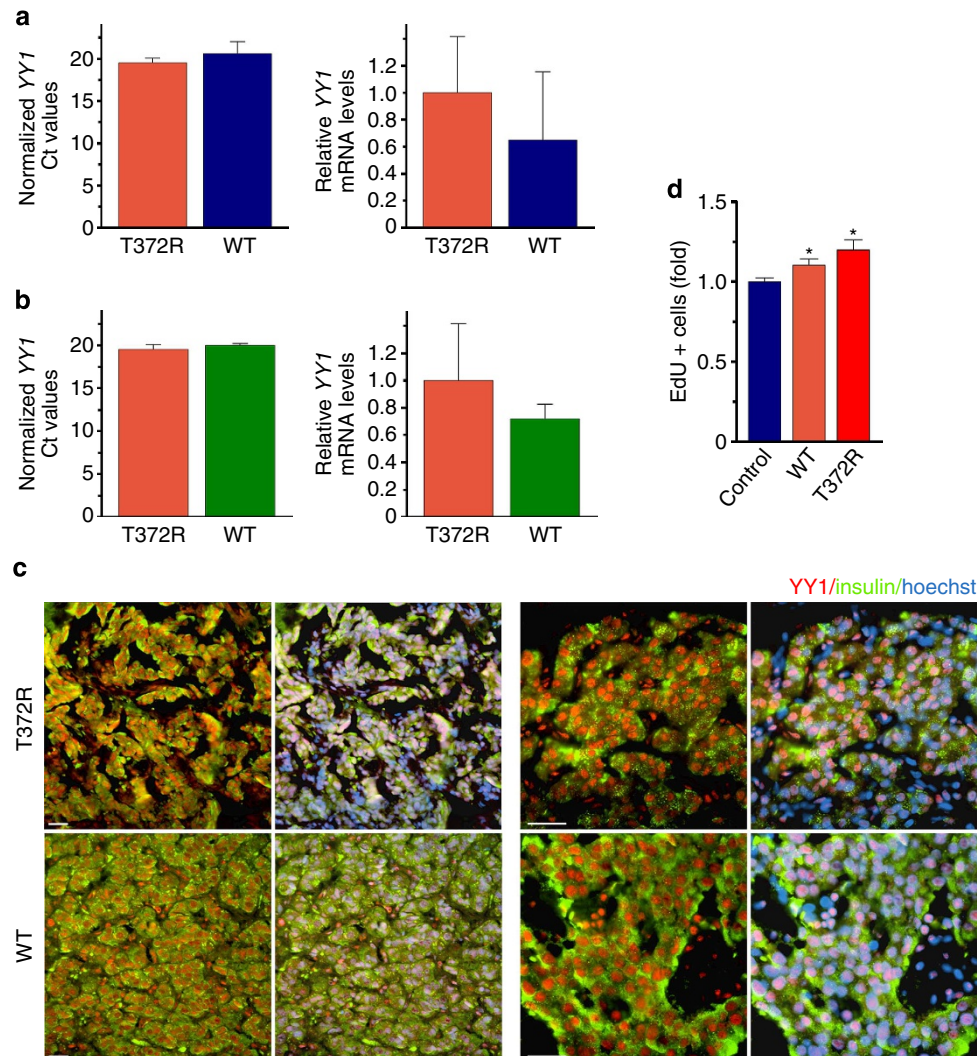 a
Normalized YY1
Ct values
20
15
10
5
0
T372R
WT
Relative YY1
mRNA levels
1.2
1.0
0.8
0.6
0.4
0.2
0
T372R
WT
b
Normalized YY1
Ct values
20
15
10
5
0
T372R
WT
Relative YY1
mRNA levels
1.2
1.0
0.8
0.6
0.4
0.2
0
T372R
WT
d
EdU + cells (fold)
1.5
1.0
0.5
0
*
*
Control
WT
T372R
c
YY1/insulin/hoechst
T372R
WT